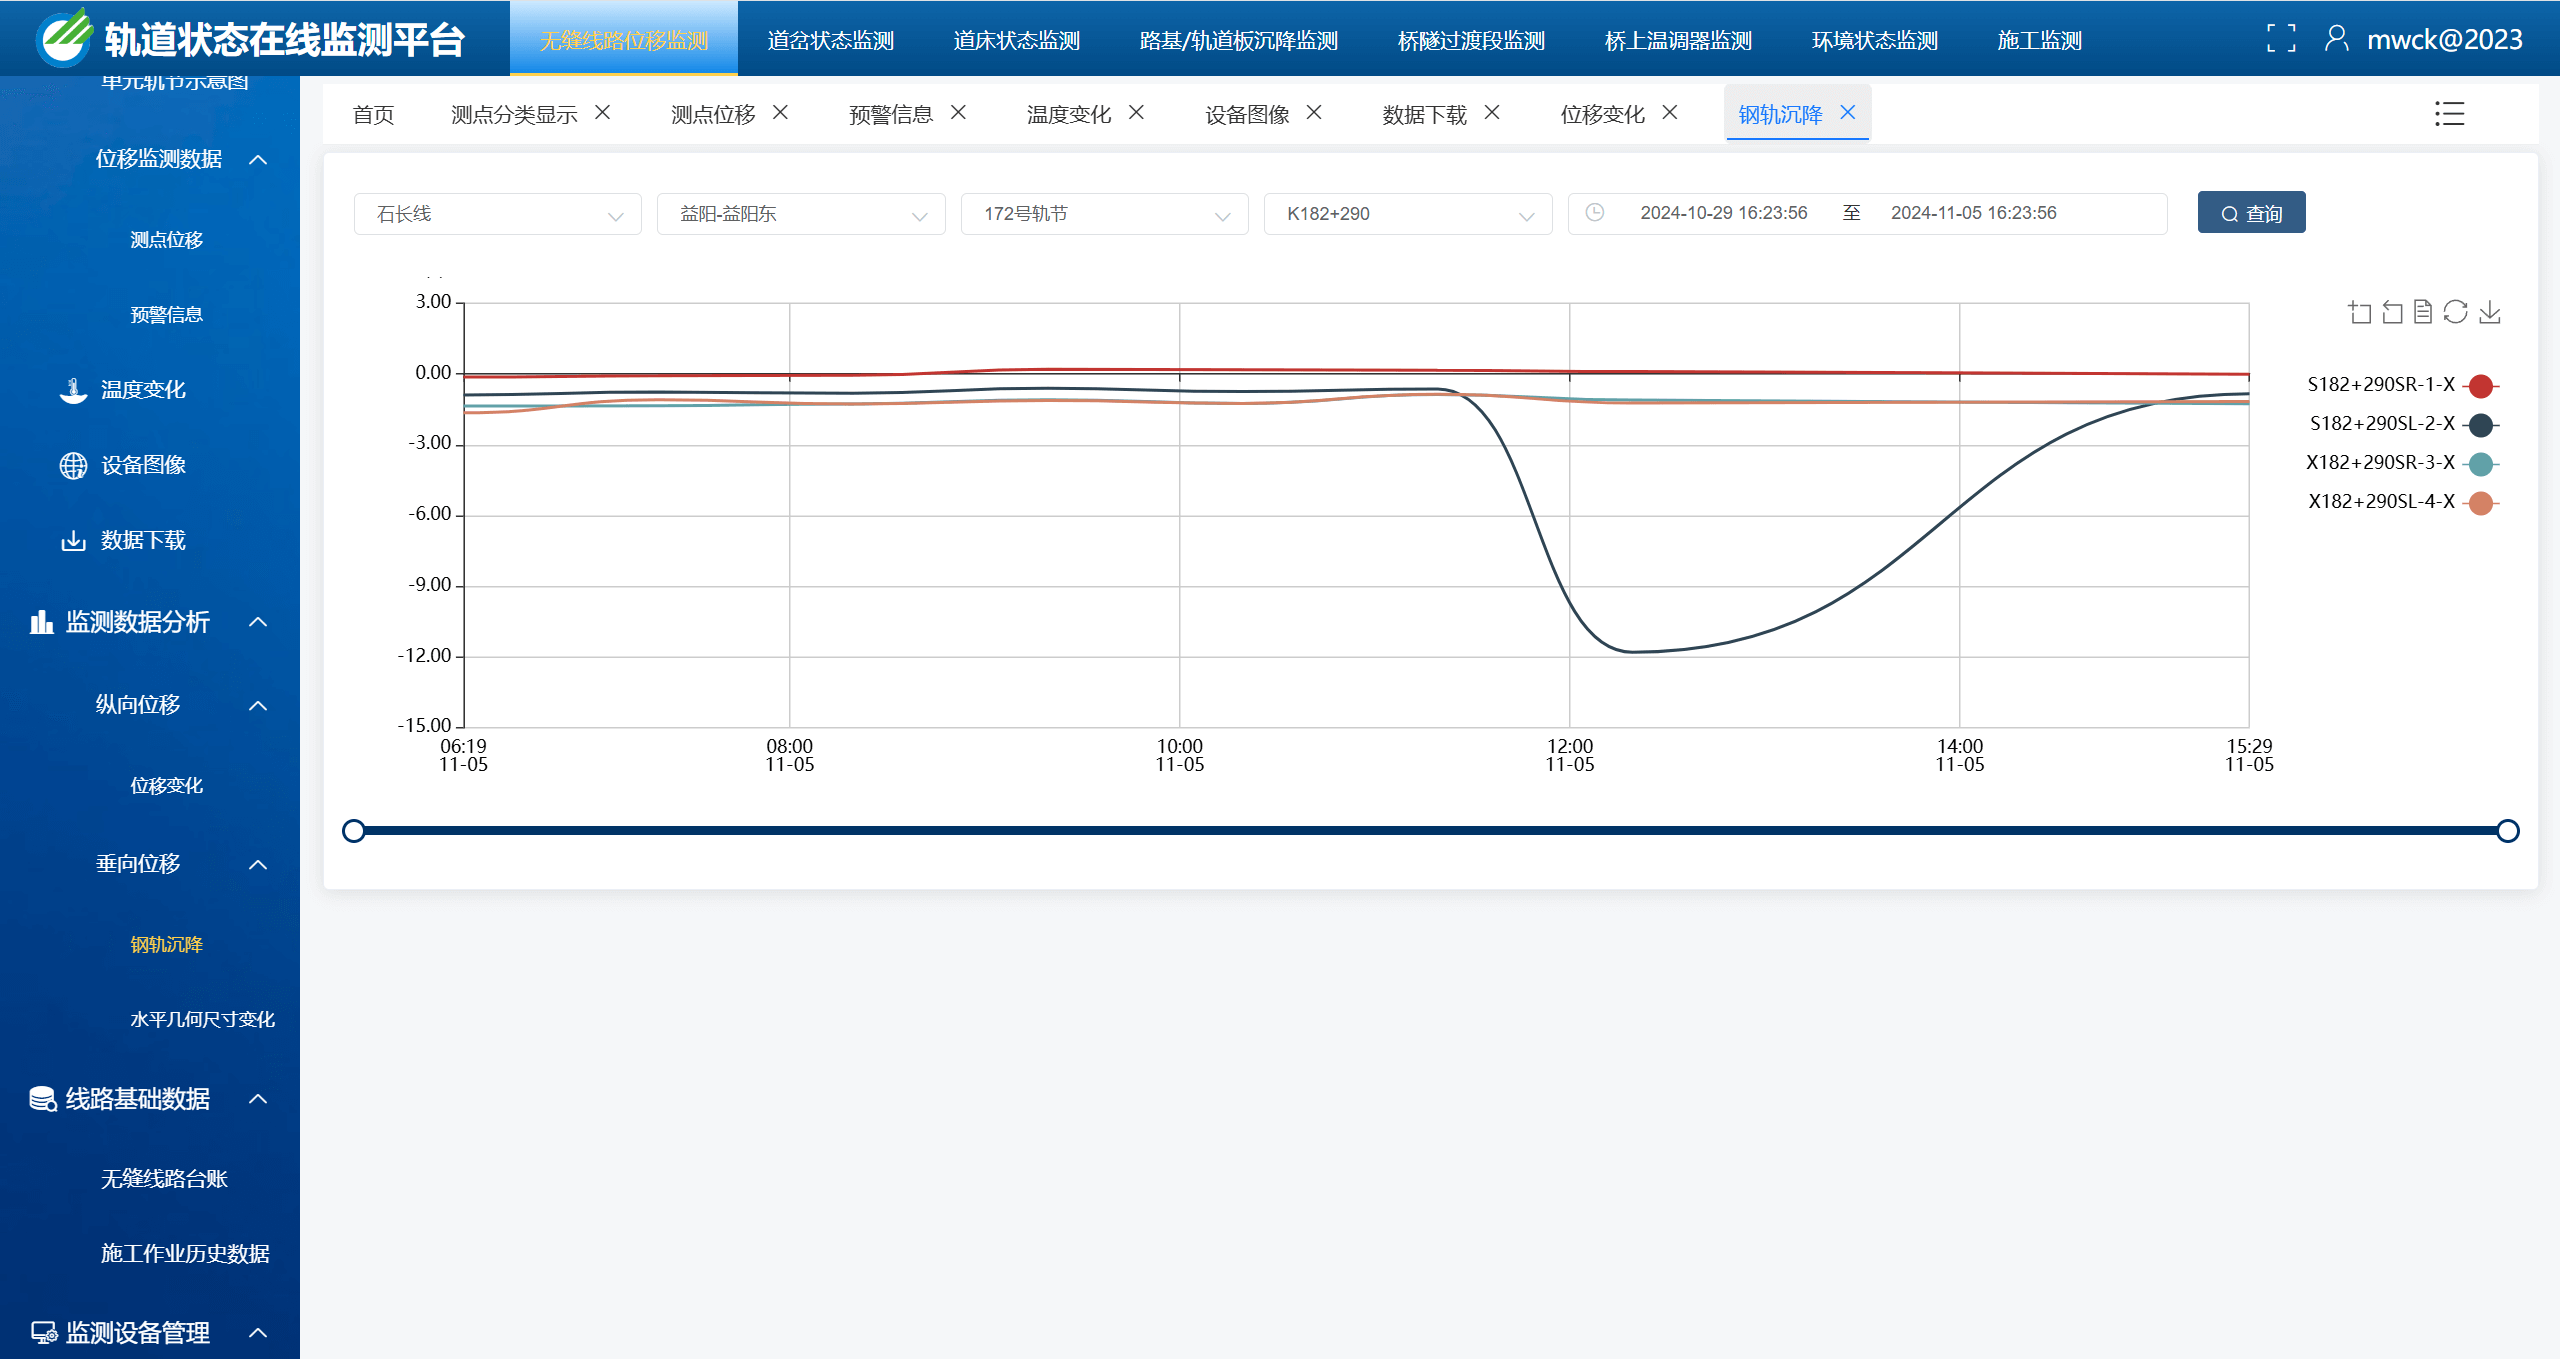 轨道状态在线监测平台
无缝线路位移监测
道岔状态监测
道床状态监测
路基/轨道板沉降监测
桥隧过渡段监测
桥上温调器监测
环境状态监测
施工监测
mwck@2023
单元轨节示意图
位移监测数据
测点位移
预警信息
温度变化
设备图像
数据下载
监测数据分析
纵向位移
位移变化
垂向位移
钢轨沉降
水平几何尺寸变化
线路基础数据
无缝线路台账
施工作业历史数据
监测设备管理
首页
测点分类显示
测点位移
预警信息
温度变化
设备图像
数据下载
位移变化
钢轨沉降
石长线
益阳-益阳东
172号轨节
K182+290
2024-10-29 16:23:56 至 2024-11-05 16:23:56
查询
3.00
0.00
-3.00
-6.00
-9.00
-12.00
-15.00
06:19
11-05
08:00
11-05
10:00
11-05
12:00
11-05
14:00
11-05
15:29
11-05
S182+290SR-1-X
S182+290SL-2-X
X182+290SR-3-X
X182+290SL-4-X